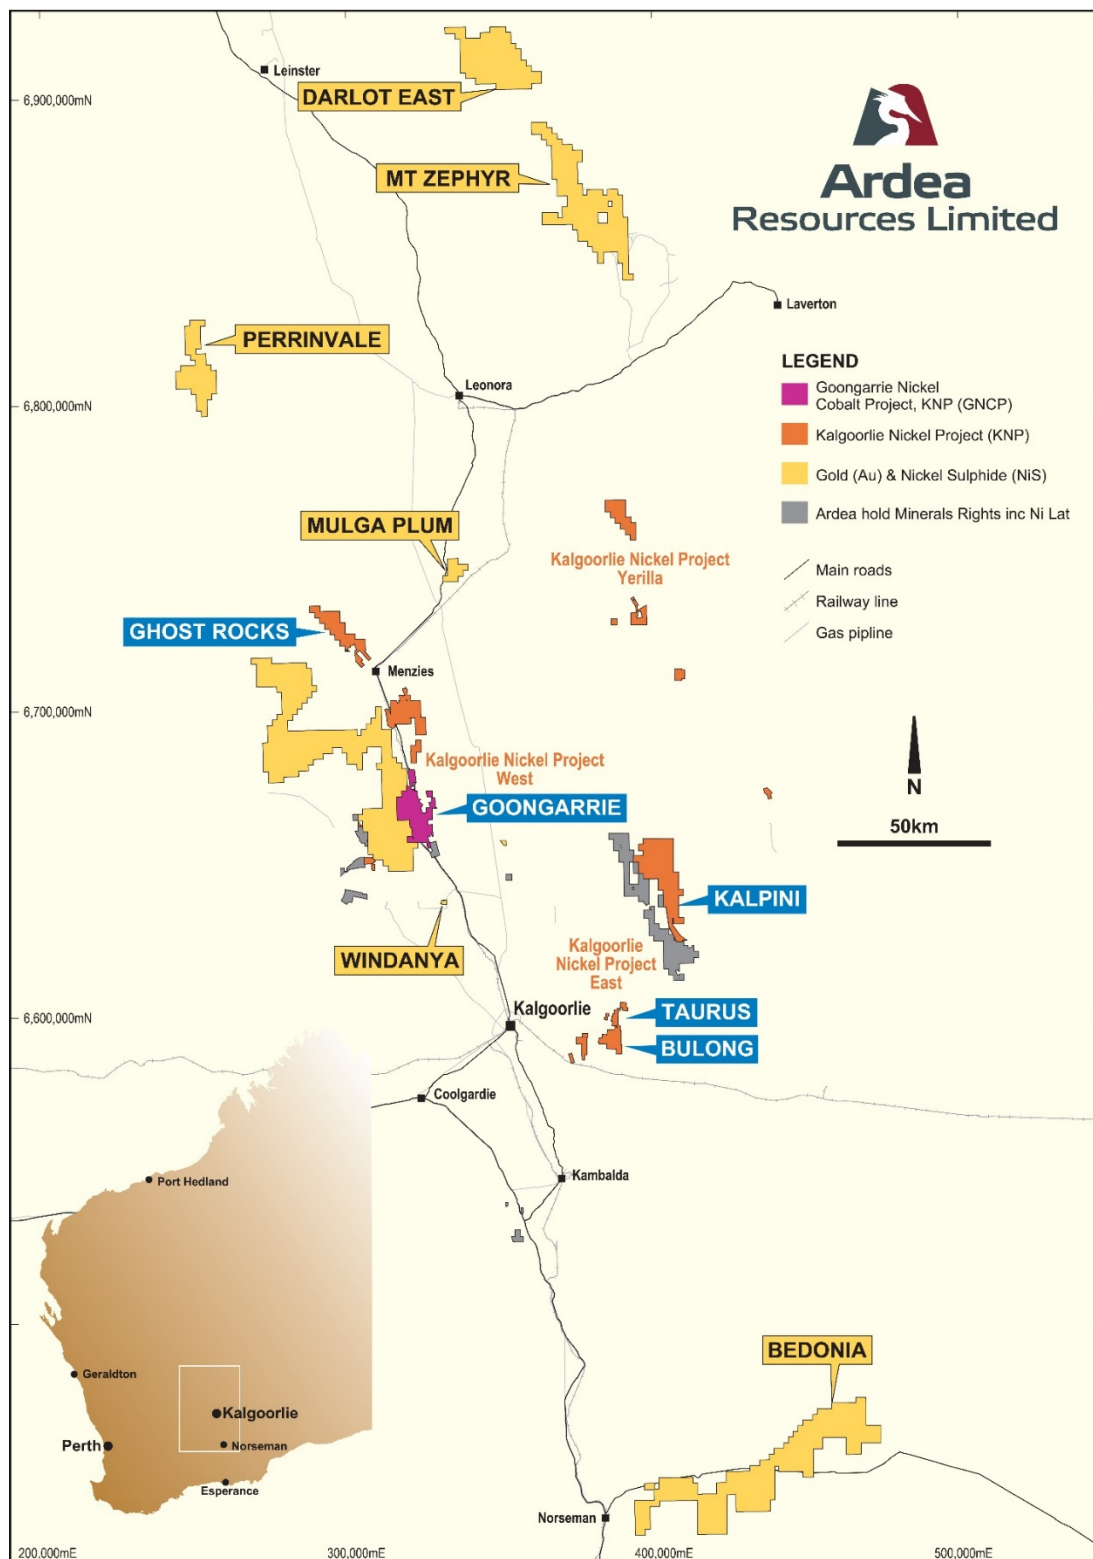 Leinster
6,900,000mN
DARLOT EAST
MT ZEPHYR
Ardea
Resources Limited
Laverton
PERRINVALE
Leonora
6,800,000mN
LEGEND
Goongarrie Nickel
Cobalt Project, KNP (GNCP)
Kalgoorlie Nickel Project (KNP)
Gold (Au) & Nickel Sulphide (NiS)
Ardea hold Minerals Rights inc Ni Lat
Main roads
Railway line
Gas pipline
MULGA PLUM
Kalgoorlie Nickel Project
Yerilla
GHOST ROCKS
Menzies
6,700,000mN
Kalgoorlie Nickel Project
West
GOONGARRIE
N
50km
KALPINI
WINDANYA
Kalgoorlie
Nickel Project
East
Kalgoorlie
TAURUS
6,600,000mN
BULONG
Coolgardie
Kambalda
Port Hedland
BEDONIA
Geraldton
Kalgoorlie
Perth
Norseman
Esperance
Norseman
200,000mE
300,000mE
400,000mE
500,000mE